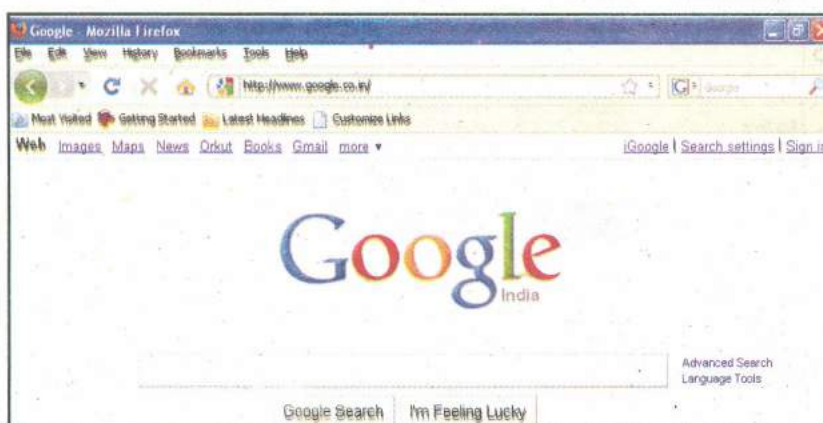 Google - Mozilla Firefox
File Edit View History Bookmarks Tools Help
http://www.google.co.in/ G Google
Most Visited Getting Started Latest Headlines Customize Links
Web Images Maps News Orkut Books Gmail more ▾ iGoogle | Search settings | Sign in
Google
India
Advanced Search
Language Tools
Google Search I'm Feeling Lucky